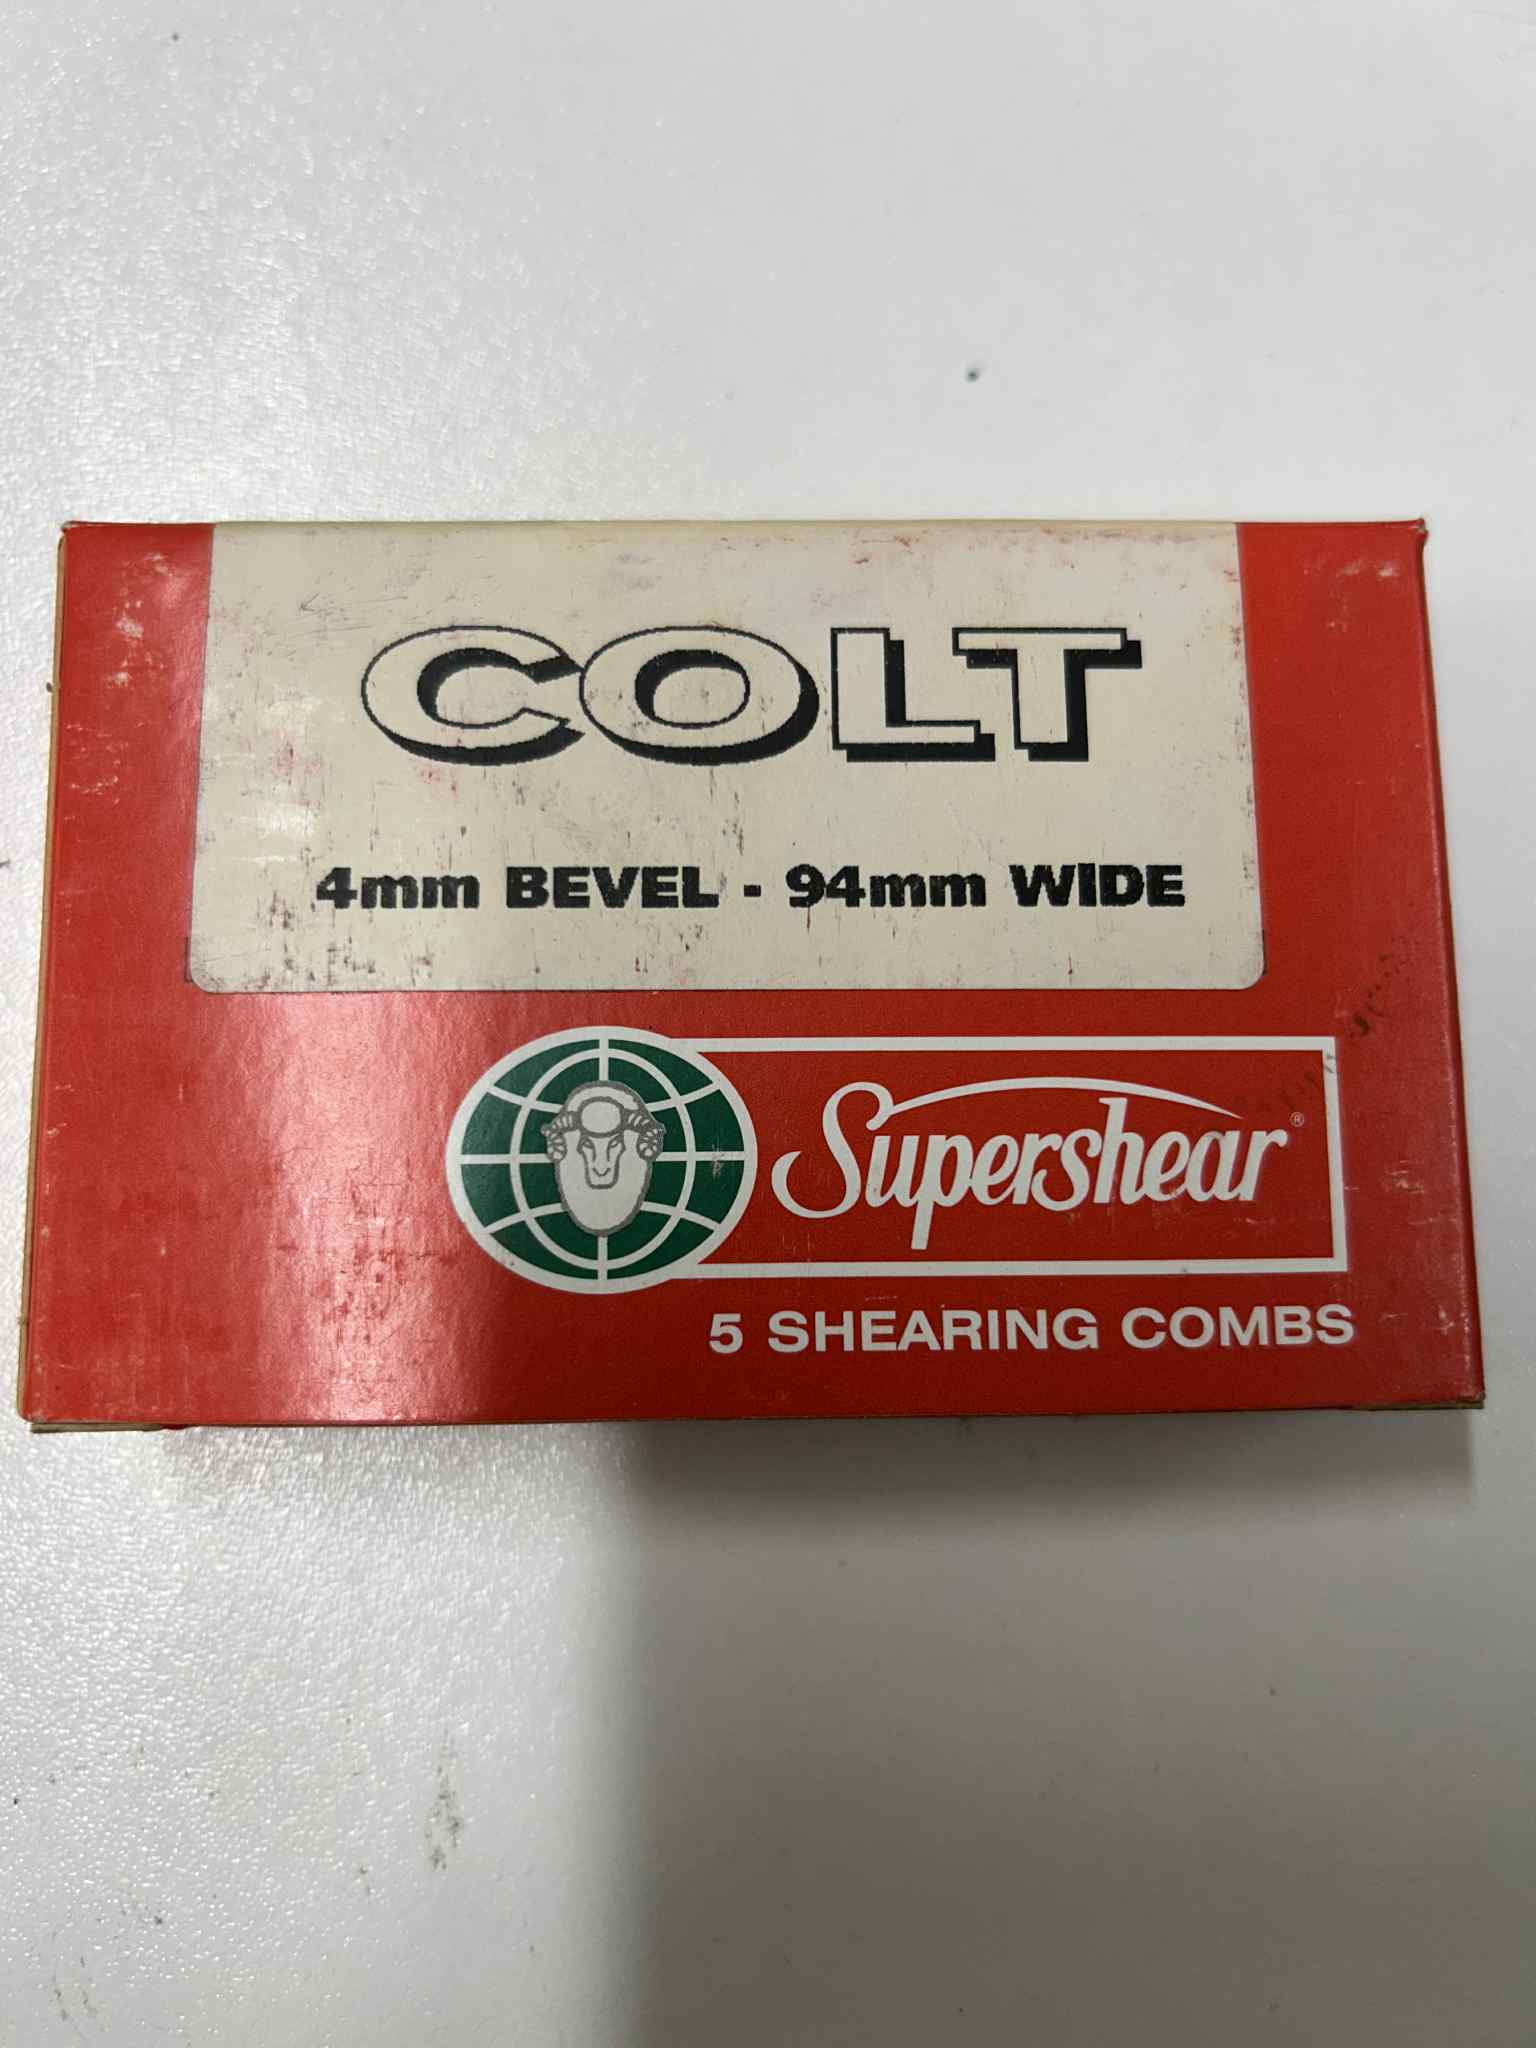 COLT
4mm BEVEL - 94mm WIDE
Supershear®
5 SHEARING COMBS